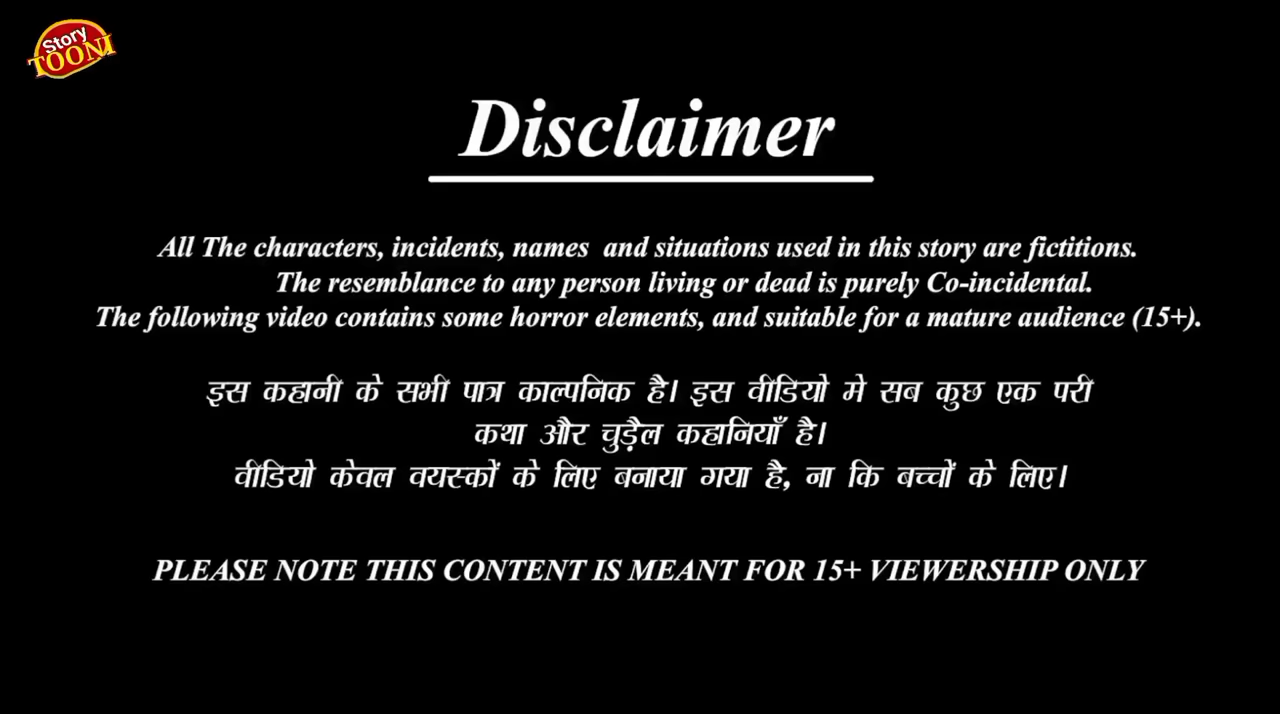 Story
TOONI
Disclaimer
All The characters, incidents, names and situations used in this story are fictitions.
The resemblance to any person living or dead is purely Co-incidental.
The following video contains some horror elements, and suitable for a mature audience (15+).
इस कहानी के सभी पात्र काल्पनिक है। इस वीडियो मे सब कुछ एक परी
कथा और चुड़ैल कहानियाँ है।
वीडियो केवल वयस्कों के लिए बनाया गया है, ना कि बच्चों के लिए।
PLEASE NOTE THIS CONTENT IS MEANT FOR 15+ VIEWERSHIP ONLY